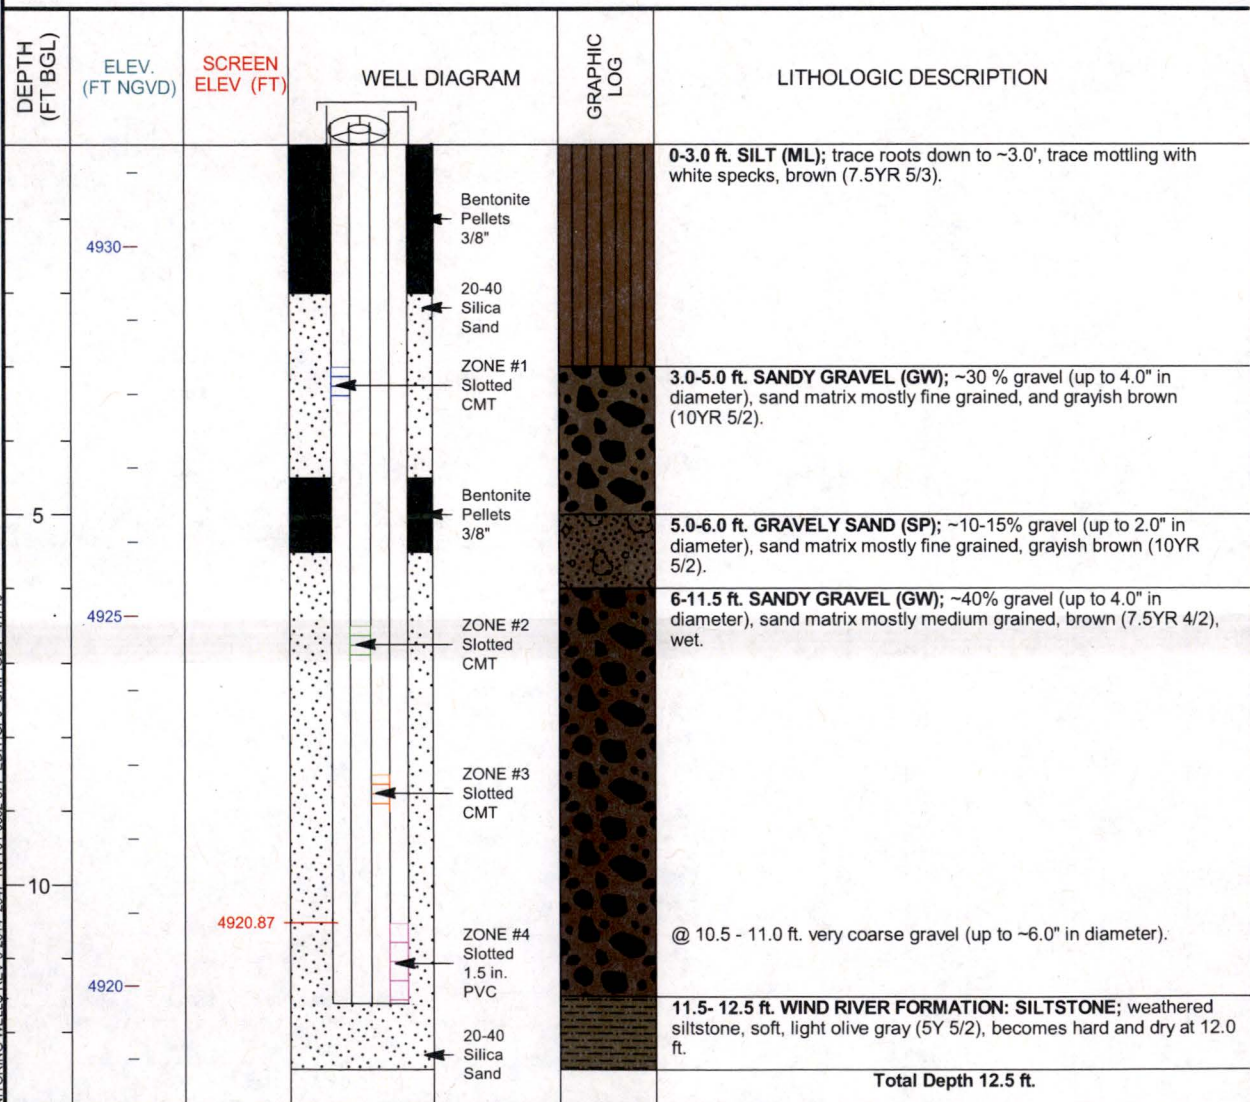 DEPTH
(FT BGL)
ELEV.
(FT NGVD)
SCREEN
ELEV (FT)
WELL DIAGRAM
GRAPHIC
LOG
LITHOLOGIC DESCRIPTION
0-3.0 ft. SILT (ML); trace roots down to ~3.0', trace mottling with
white specks, brown (7.5YR 5/3).
Bentonite
Pellets
3/8"
4930
20-40
Silica
Sand
ZONE #1
Slotted
CMT
3.0-5.0 ft. SANDY GRAVEL (GW); ~30 % gravel (up to 4.0" in
diameter), sand matrix mostly fine grained, and grayish brown
(10YR 5/2).
Bentonite
Pellets
3/8"
5
5.0-6.0 ft. GRAVELY SAND (SP); ~10-15% gravel (up to 2.0" in
diameter), sand matrix mostly fine grained, grayish brown (10YR
5/2).
4925
6-11.5 ft. SANDY GRAVEL (GW); ~40% gravel (up to 4.0" in
diameter), sand matrix mostly medium grained, brown (7.5YR 4/2),
wet.
ZONE #2
Slotted
CMT
ZONE #3
Slotted
CMT
10
4920.87
ZONE #4
Slotted
1.5 in.
PVC
@ 10.5 - 11.0 ft. very coarse gravel (up to ~6.0" in diameter).
4920
11.5- 12.5 ft. WIND RIVER FORMATION: SILTSTONE; weathered
siltstone, soft, light olive gray (5Y 5/2), becomes hard and dry at 12.0
ft.
20-40
Silica
Sand
Total Depth 12.5 ft.